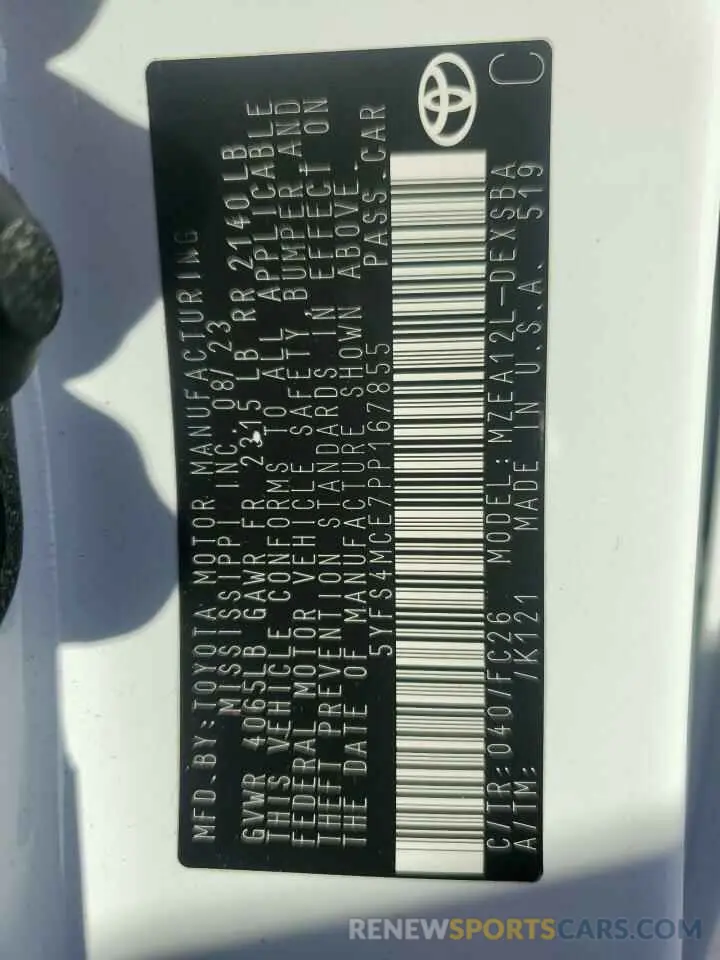 MFD. BY: TOYOTA MOTOR MANUFACTURING
MISSISSIPPI INC. 08/23
GVWR 4065LB GAWR FR 2315 LB RR 2140LB
THIS VEHICLE CONFORMS TO ALL APPLICABLE
FEDERAL MOTOR VEHICLE SAFETY BUMPER AND
THEFT PREVENTION STANDARDS IN EFFECT ON
THE DATE OF MANUFACTURE SHOWN ABOVE.
5YFS4MCE7PP167855 PASS.CAR
C/TR: 040/FC26 MODEL: MZEA12L-DEXSBA C
A/TM: /K121 MADE IN U.S.A. 519
RENEWSPORTSCARS.COM